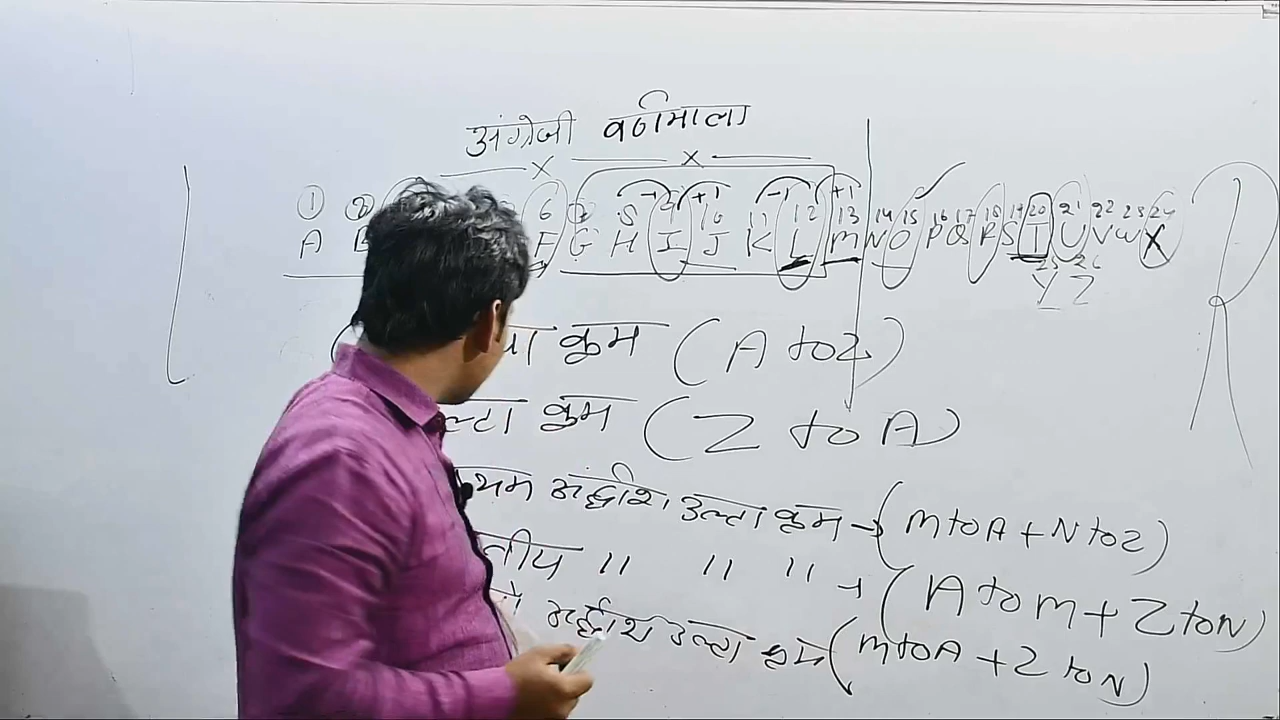 अंग्रेजी वर्णमाला
① ② 6 8 10 11 12 13 14 15 16 17 18 19 20 21 22 23 24
A F G H I J K L M N O P Q R S T U V W X
25 26
Y Z
क्रम (A to Z)
ल्टा क्रम (Z to A)
थम अर्द्धांश उल्टा क्रम → (M to A + N to Z)
तीय " " " → (A to M + Z to N)
अर्द्धांश उल्टा क्रम (M to A + Z to N)